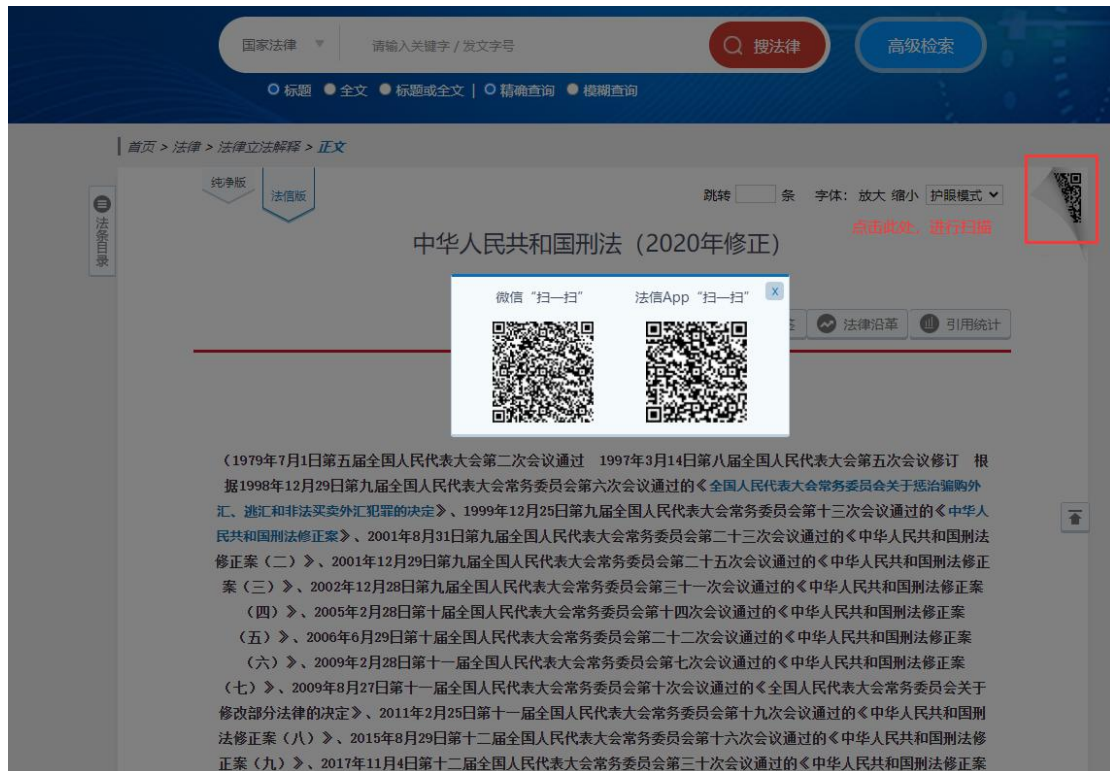 国家法律
请输入关键字 / 发文字号
搜法律
高级检索
标题 全文 标题或全文 | 精确查询 模糊查询
首页 > 法律 > 法律立法解释 > 正文
纯净版
法信版
跳转 条 字体： 放大 缩小 护眼模式
点击此处，进行扫描
法条目录
中华人民共和国刑法（2020年修正）
微信“扫一扫”
法信App“扫一扫”
x
法律沿革
引用统计
（1979年7月1日第五届全国人民代表大会第二次会议通过 1997年3月14日第八届全国人民代表大会第五次会议修订 根
据1998年12月29日第九届全国人民代表大会常务委员会第六次会议通过的《全国人民代表大会常务委员会关于惩治骗购外
汇、逃汇和非法买卖外汇犯罪的决定》、1999年12月25日第九届全国人民代表大会常务委员会第十三次会议通过的《中华人
民共和国刑法修正案》、2001年8月31日第九届全国人民代表大会常务委员会第二十三次会议通过的《中华人民共和国刑法
修正案（二）》、2001年12月29日第九届全国人民代表大会常务委员会第二十五次会议通过的《中华人民共和国刑法修正
案（三）》、2002年12月28日第九届全国人民代表大会常务委员会第三十一次会议通过的《中华人民共和国刑法修正案
（四）》、2005年2月28日第十届全国人民代表大会常务委员会第十四次会议通过的《中华人民共和国刑法修正案
（五）》、2006年6月29日第十届全国人民代表大会常务委员会第二十二次会议通过的《中华人民共和国刑法修正案
（六）》、2009年2月28日第十一届全国人民代表大会常务委员会第七次会议通过的《中华人民共和国刑法修正案
（七）》、2009年8月27日第十一届全国人民代表大会常务委员会第十次会议通过的《全国人民代表大会常务委员会关于
修改部分法律的决定》、2011年2月25日第十一届全国人民代表大会常务委员会第十九次会议通过的《中华人民共和国刑
法修正案（八）》、2015年8月29日第十二届全国人民代表大会常务委员会第十六次会议通过的《中华人民共和国刑法修
正案（九）》、2017年11月4日第十二届全国人民代表大会常务委员会第三十次会议通过的《中华人民共和国刑法修正案